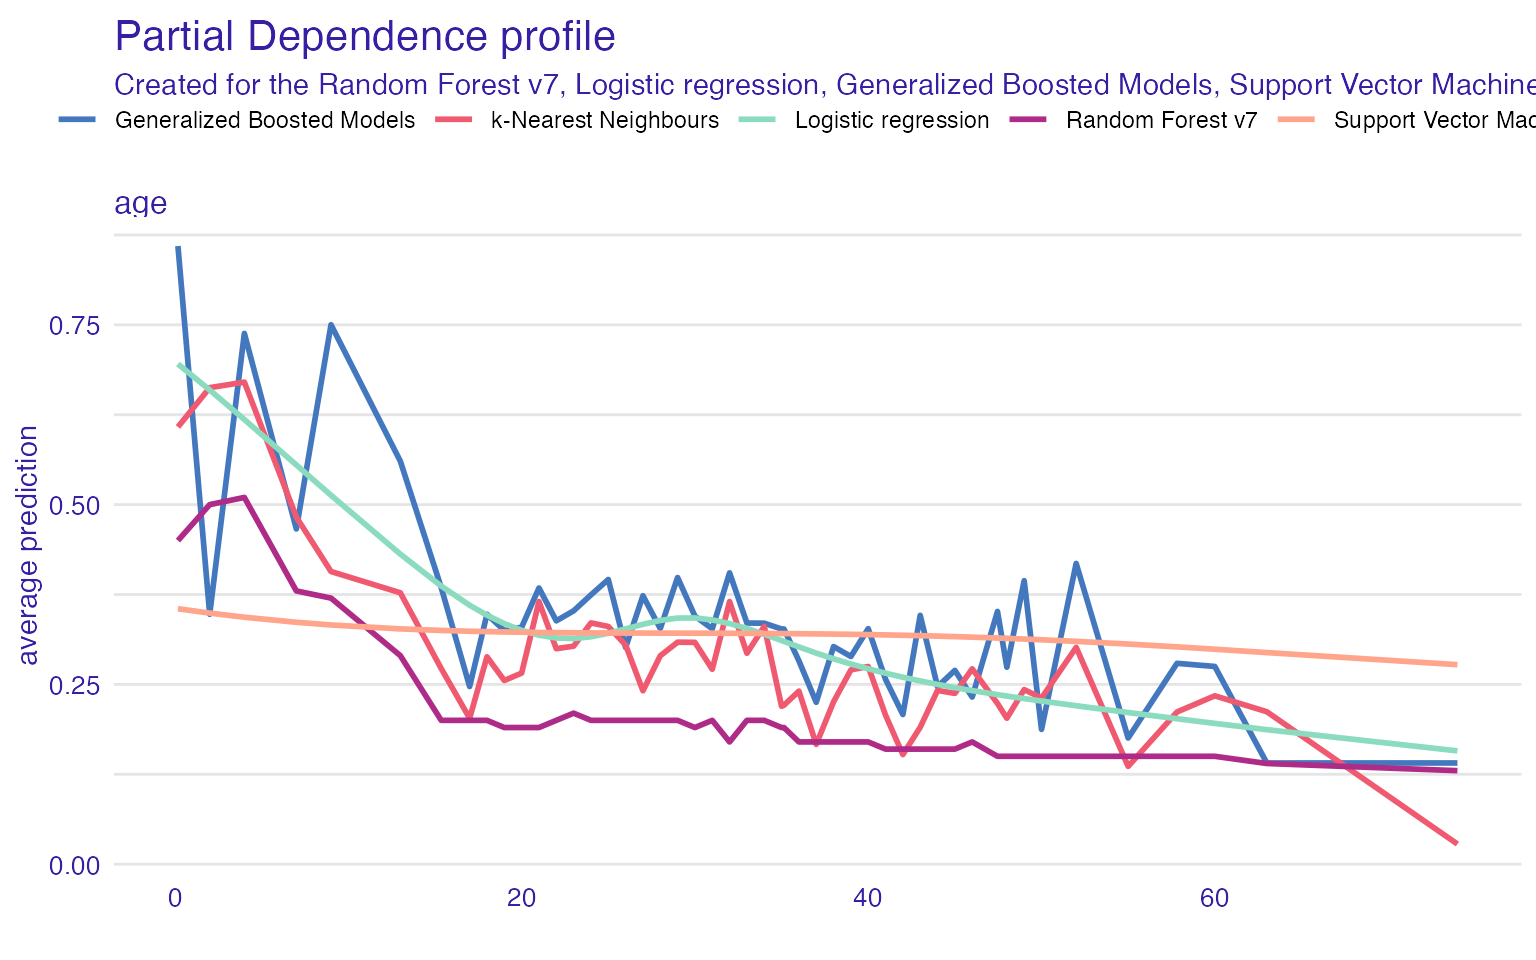 Partial Dependence profile
Created for the Random Forest v7, Logistic regression, Generalized Boosted Models, Support Vector Machine
Generalized Boosted Models k-Nearest Neighbours Logistic regression Random Forest v7 Support Vector Mac
age
average prediction
0.75
0.50
0.25
0.00
0 20 40 60